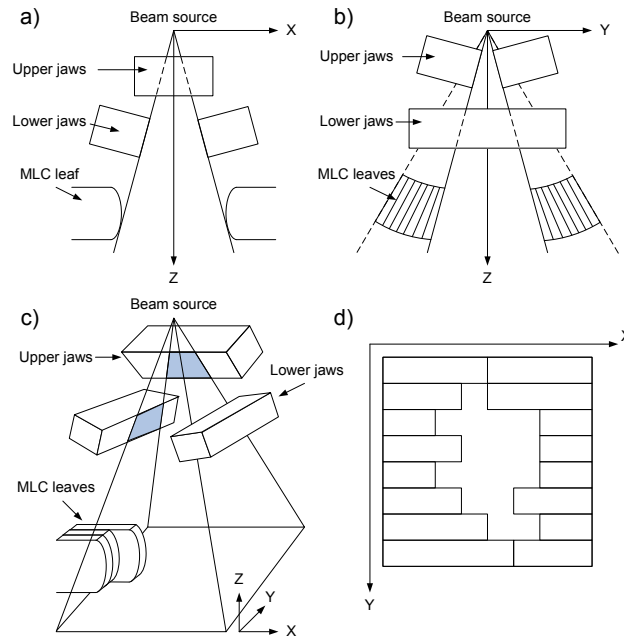 a)
Beam source
X
Upper jaws
Lower jaws
MLC leaf
Z
b)
Beam source
Y
Upper jaws
Lower jaws
MLC leaves
Z
c)
Beam source
Upper jaws
Lower jaws
MLC leaves
Z
Y
X
d)
X
Y